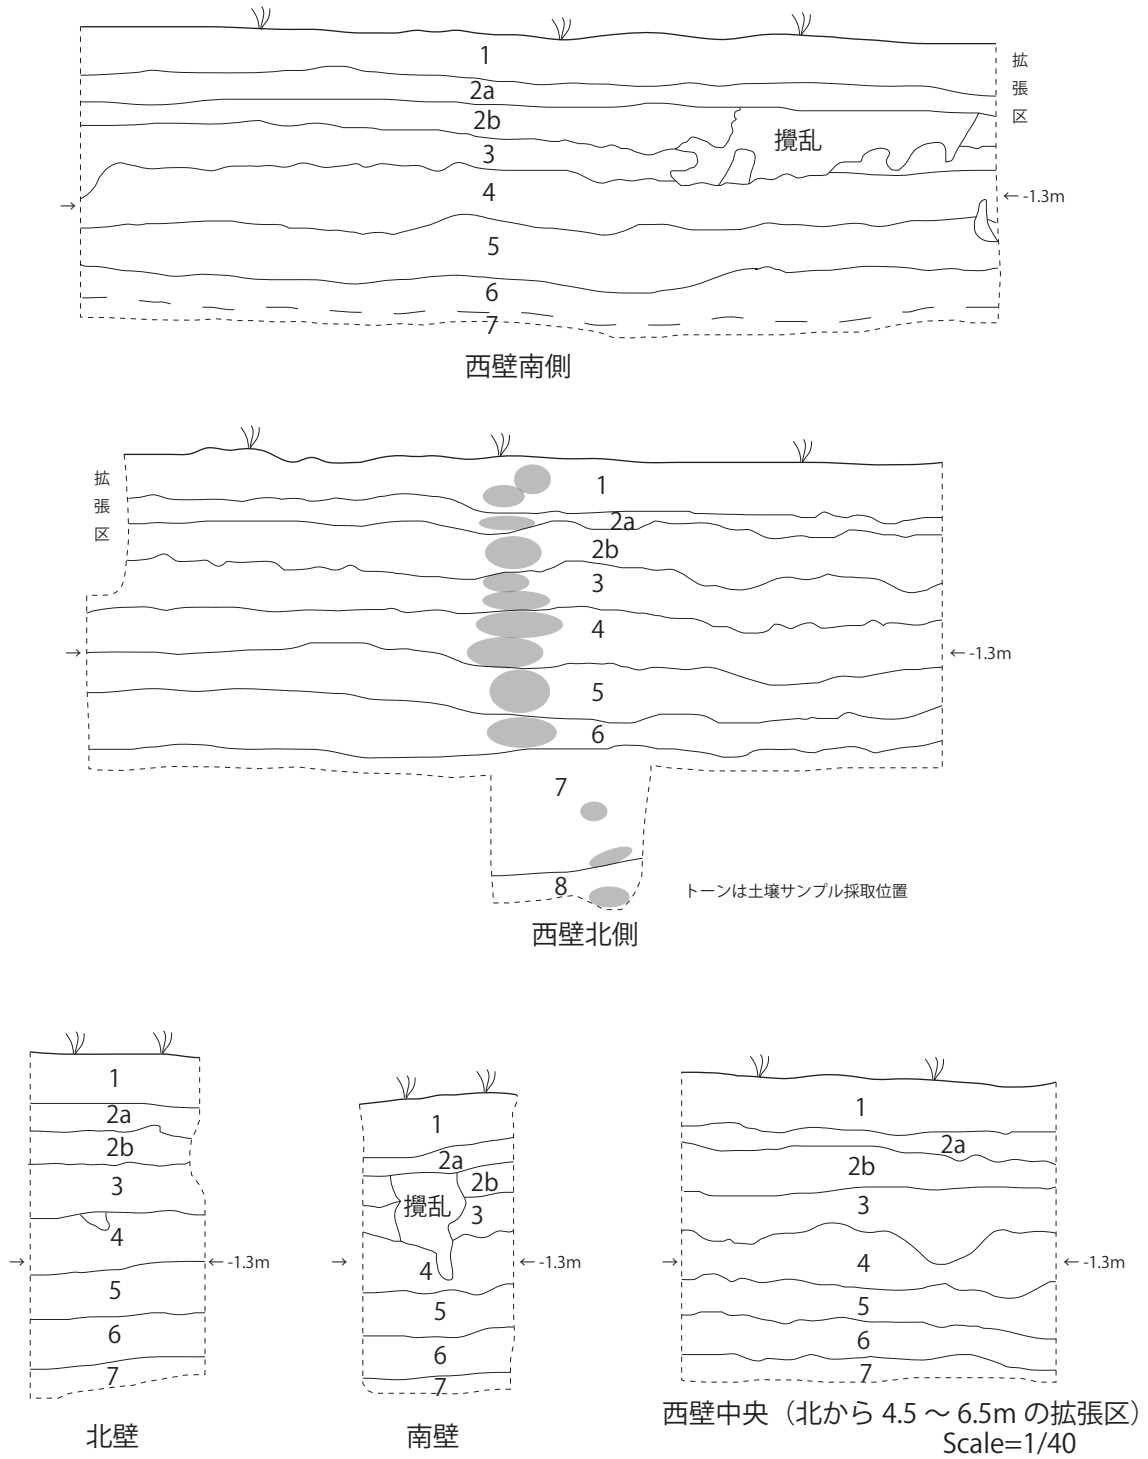 1
2a
2b
3
4
5
6
7
攪乱
拡
張
区
→
← -1.3m
西壁南側
拡
張
区
1
2a
2b
3
4
5
6
7
8
→
← -1.3m
トーンは土壌サンプル採取位置
西壁北側
1
2a
2b
3
4
5
6
7
→
← -1.3m
北壁
1
2a
2b
攪乱
3
4
5
6
7
→
← -1.3m
南壁
1
2a
2b
3
4
5
6
7
→
← -1.3m
西壁中央（北から 4.5 ～ 6.5m の拡張区）
Scale=1/40